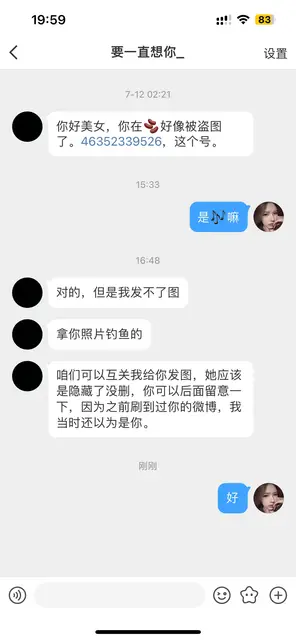 19:59
83
要一直想你_
设置
7-12 02:21
你好美女，你在🫘好像被盗图
了。46352339526，这个号。
15:33
是🎶嘛
16:48
对的，但是我发不了图
拿你照片钓鱼的
咱们可以互关我给你发图，她应该
是隐藏了没删，你可以后面留意一
下，因为之前刷到过你的微博，我
当时还以为是你。
刚刚
好